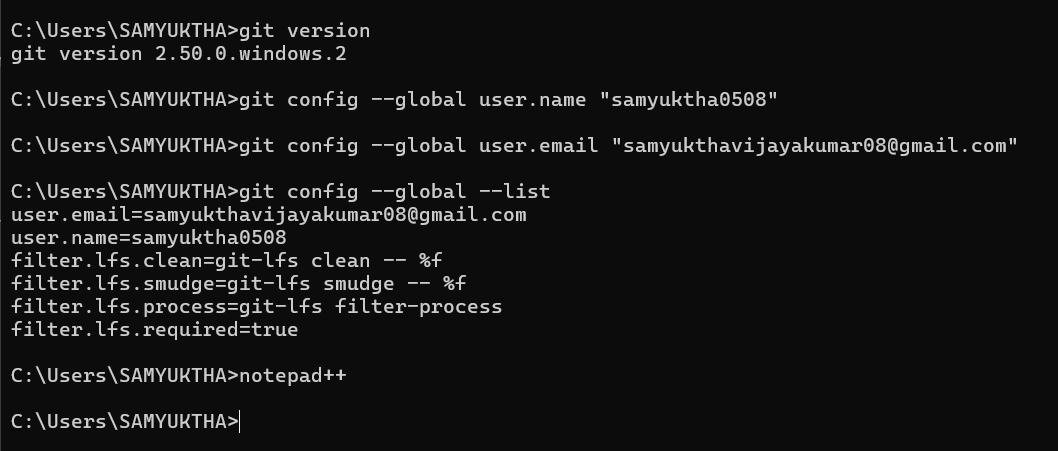 C:\Users\SAMYUKTHA>git version
git version 2.50.0.windows.2
C:\Users\SAMYUKTHA>git config --global user.name "samyuktha0508"
C:\Users\SAMYUKTHA>git config --global user.email "samyukthavijayakumar08@gmail.com"
C:\Users\SAMYUKTHA>git config --global --list
user.email=samyukthavijayakumar08@gmail.com
user.name=samyuktha0508
filter.lfs.clean=git-lfs clean -- %f
filter.lfs.smudge=git-lfs smudge -- %f
filter.lfs.process=git-lfs filter-process
filter.lfs.required=true
C:\Users\SAMYUKTHA>notepad++
C:\Users\SAMYUKTHA>